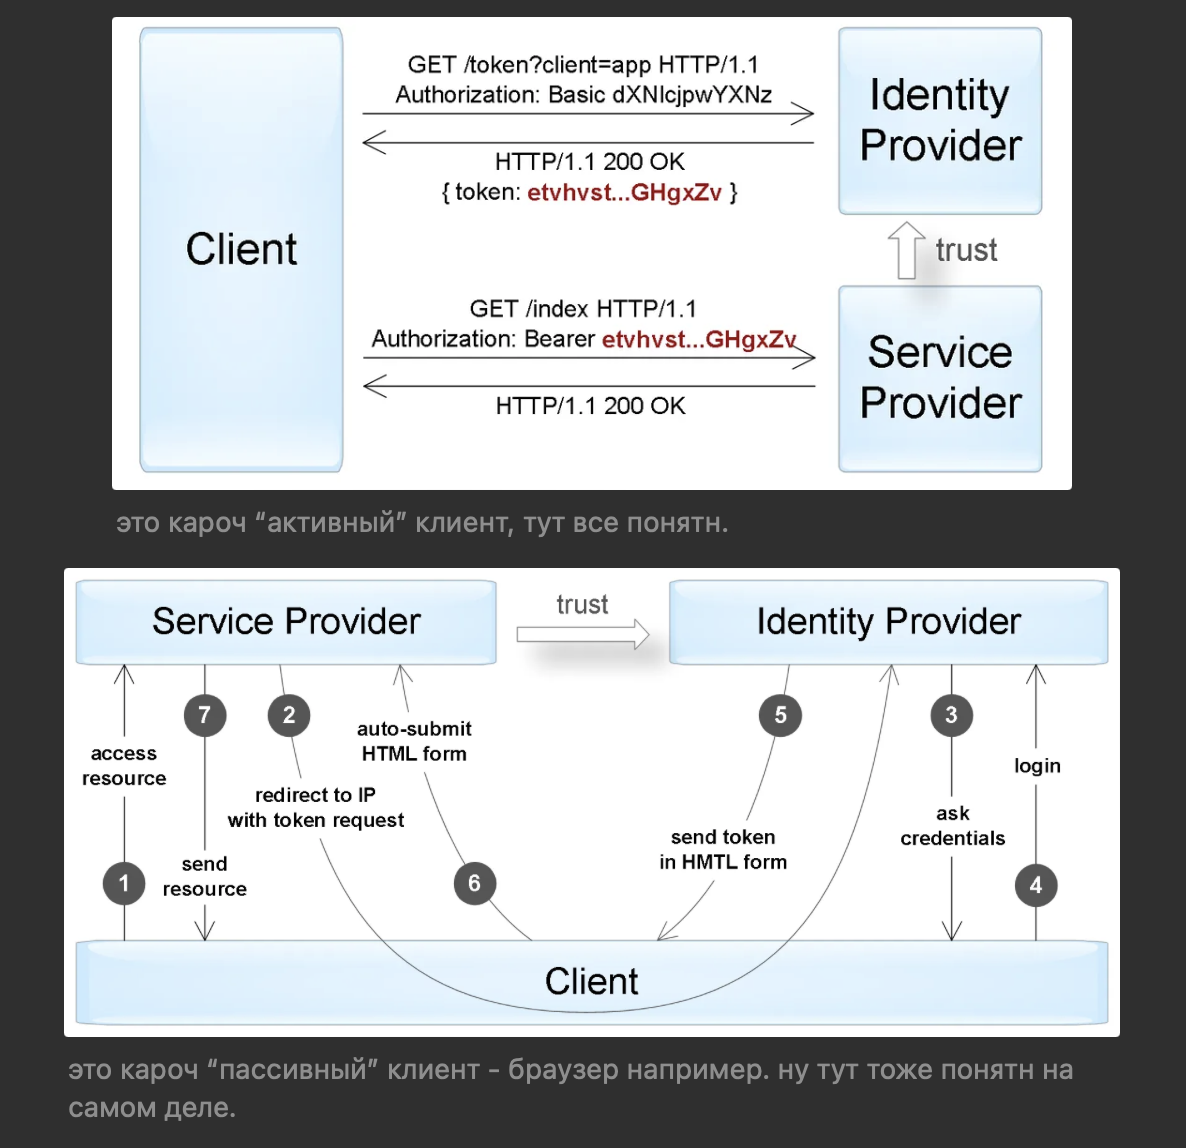 GET /token?client=app HTTP/1.1
Authorization: Basic dXNlcjpwYXNz
HTTP/1.1 200 OK
{ token: etvhvst...GHgxZv }
Identity
Provider
Client
trust
GET /index HTTP/1.1
Authorization: Bearer etvhvst...GHgxZv
HTTP/1.1 200 OK
Service
Provider
это кароч “активный” клиент, тут все понятн.
Service Provider
trust
Identity Provider
1
access
resource
7
send
resource
2
redirect to IP
with token request
auto-submit
HTML form
6
5
send token
in HMTL form
3
ask
credentials
login
4
Client
это кароч “пассивный” клиент - браузер например. ну тут тоже понятн на
самом деле.